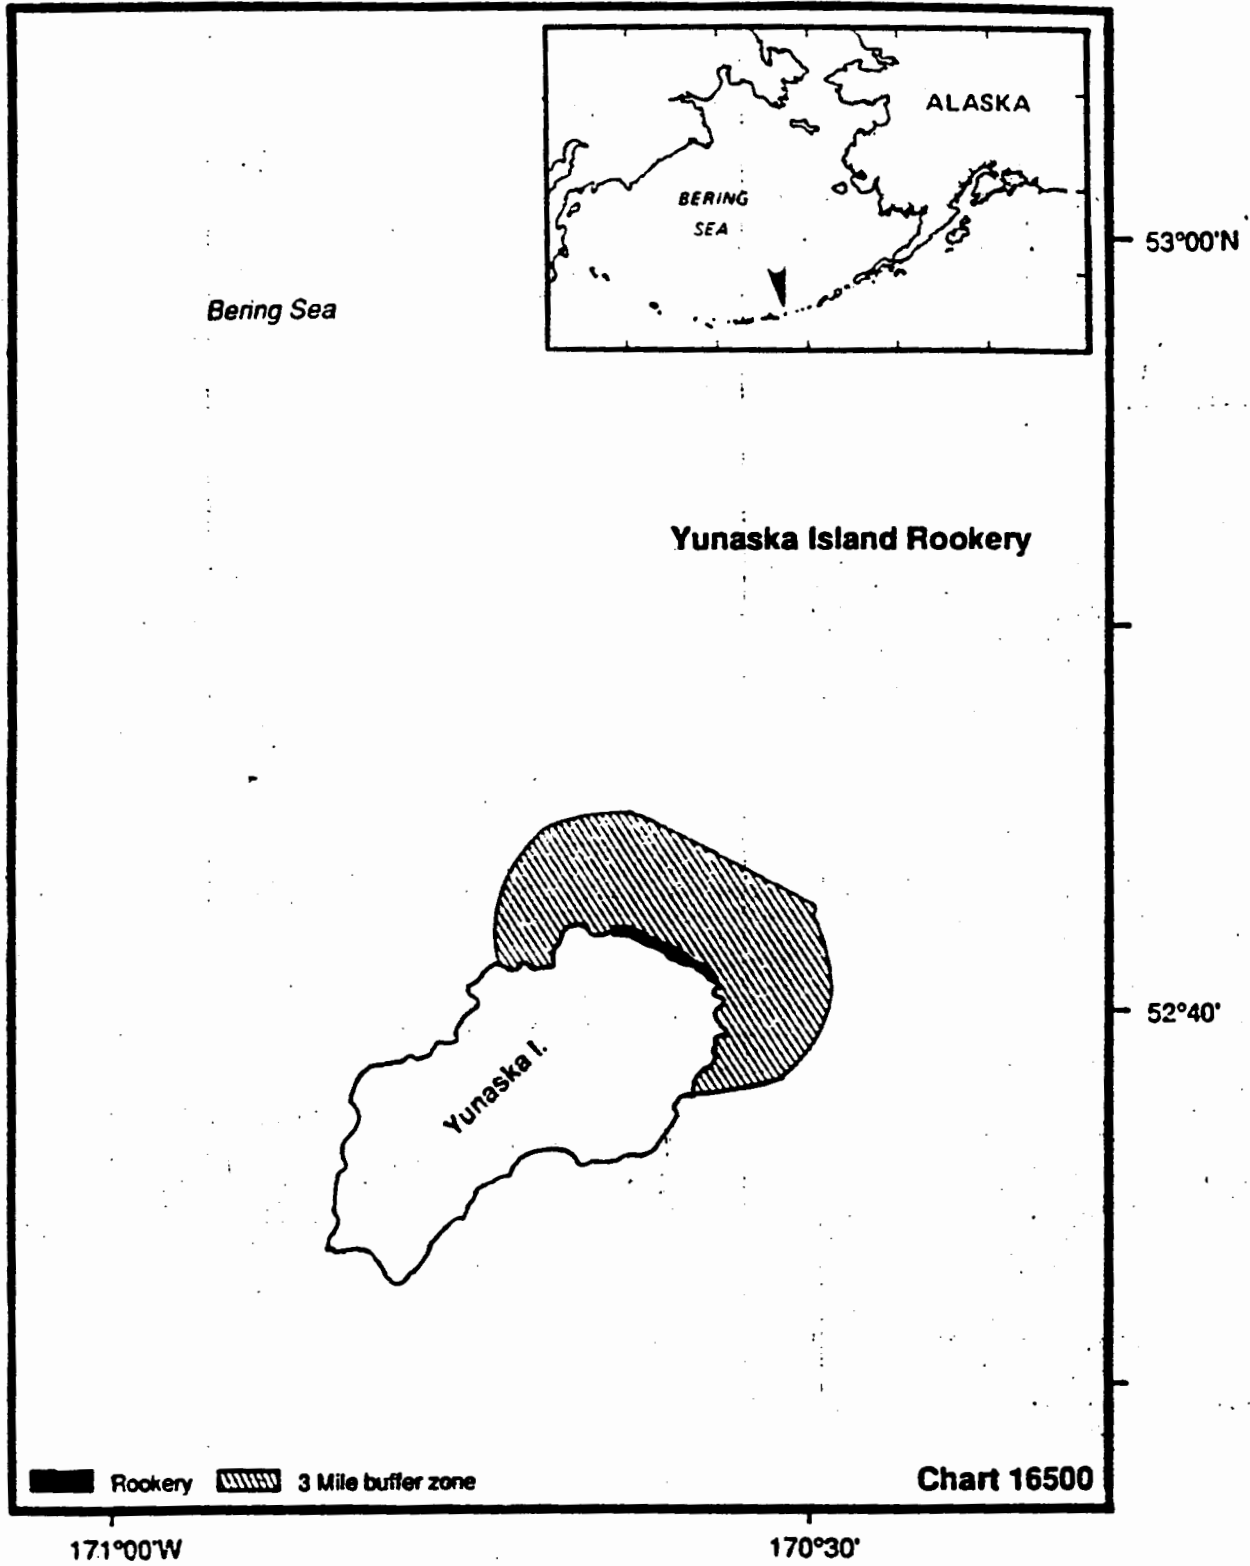 ALASKA
BERING
SEA
53°00'N
Bering Sea
Yunaska Island Rookery
52°40'
Yunaska I.
Rookery
3 Mile buffer zone
Chart 16500
171°00'W
170°30'